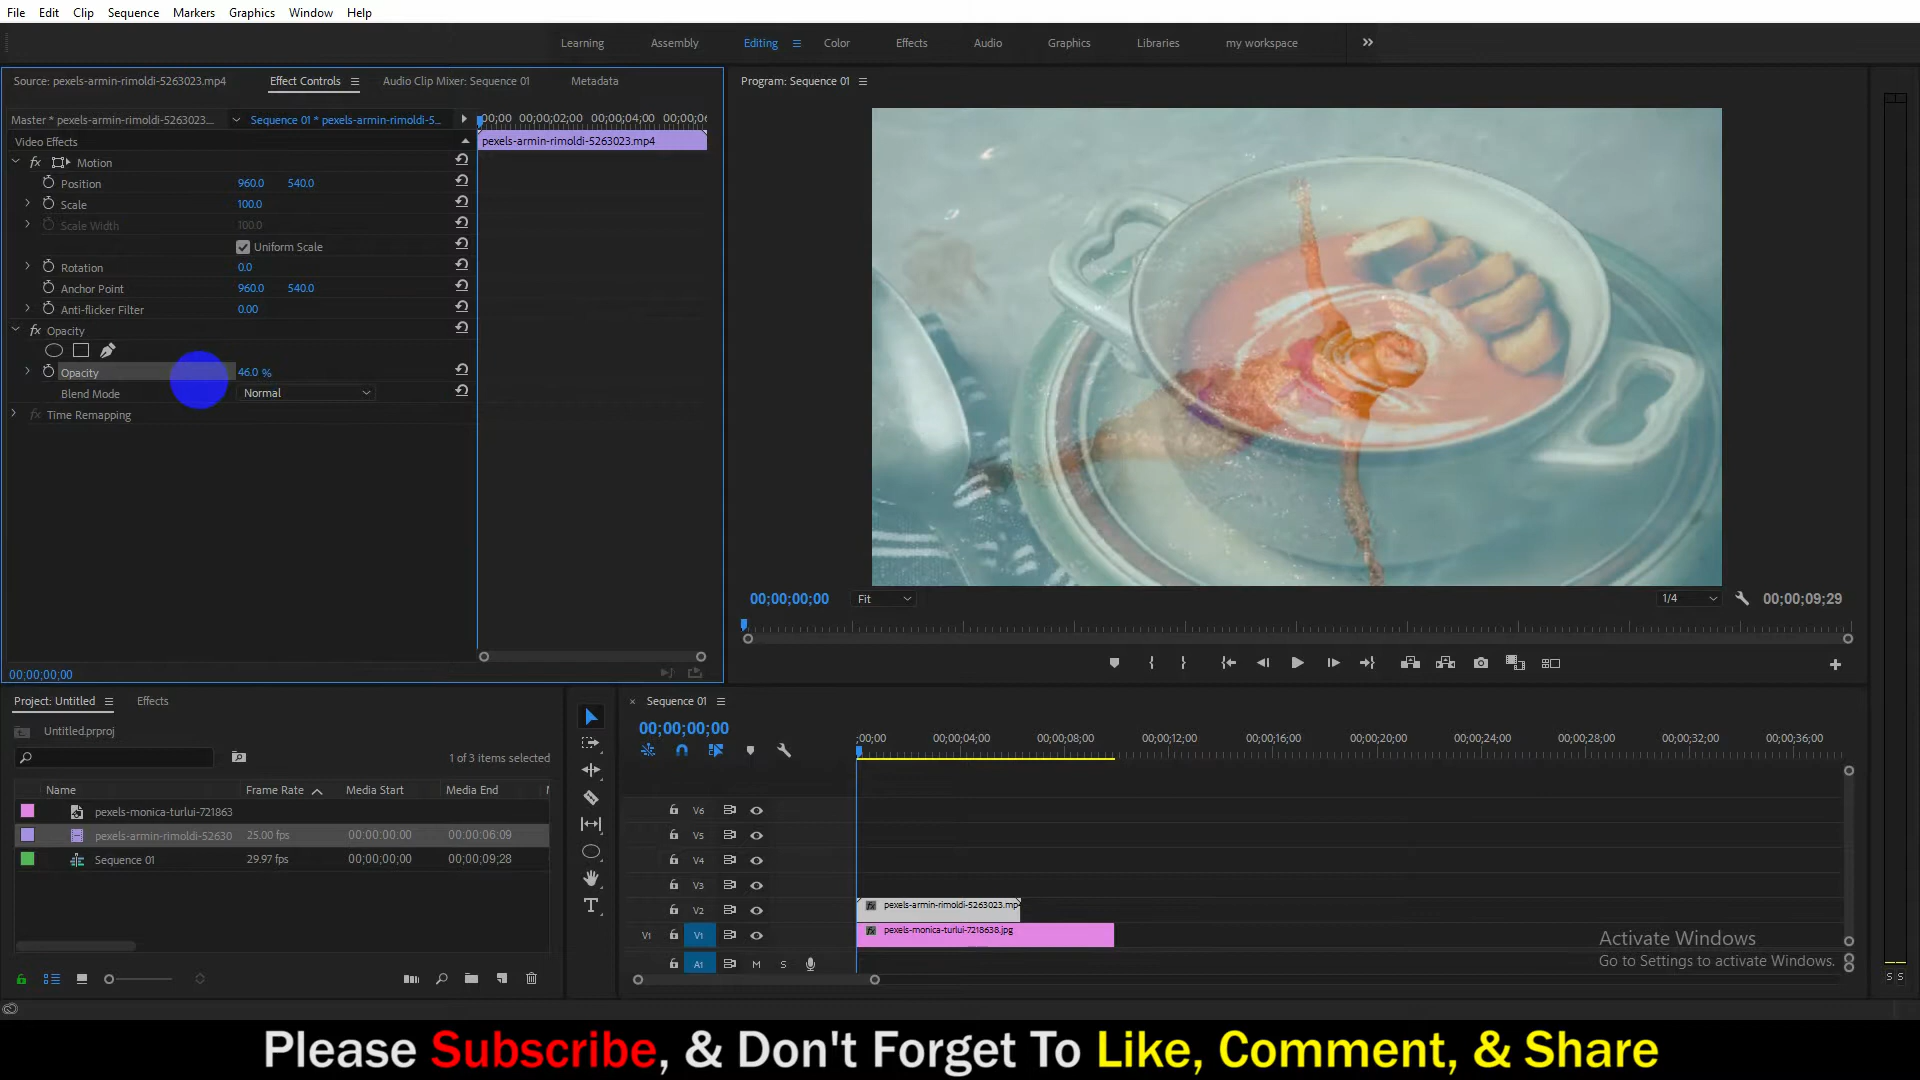 File Edit Clip Sequence Markers Graphics Window Help
Learning Assembly Editing Color Effects Audio Graphics Libraries my workspace
Source: pexels-armin-rimoldi-5263023.mp4 Effect Controls Audio Clip Mixer: Sequence 01 Metadata
Program: Sequence 01
Master * pexels-armin-rimoldi-5263023.... Sequence 01 * pexels-armin-rimoldi-5...
:00;00 00;00;02;00 00;00;04;00 00;00;06
Video Effects
pexels-armin-rimoldi-5263023.mp4
fx Motion
Position 960.0 540.0
Scale 100.0
Scale Width 100.0
Uniform Scale
Rotation 0.0
Anchor Point 960.0 540.0
Anti-flicker Filter 0.00
fx Opacity
Opacity 46.0 %
Blend Mode Normal
fx Time Remapping
00;00;00;00
00;00;00;00 Fit 1/4 00;00;09;29
Project: Untitled Effects
Untitled.prproj
1 of 3 items selected
Name Frame Rate Media Start Media End
pexels-monica-turlui-721863
pexels-armin-rimoldi-52630 25.00 fps 00:00:00:00 00:00:06:09
Sequence 01 29.97 fps 00;00;00;00 00;00;09;28
Sequence 01
00;00;00;00
;00;00 00;00;04;00 00;00;08;00 00;00;12;00 00;00;16;00 00;00;20;00 00;00;24;00 00;00;28;00 00;00;32;00 00;00;36;00
V6
V5
V4
V3
V2 fx pexels-armin-rimoldi-5263023.mp4
V1 V1 fx pexels-monica-turlui-7218638.jpg
A1 M S
S S
Activate Windows
Go to Settings to activate Windows.
Please Subscribe, & Don't Forget To Like, Comment, & Share